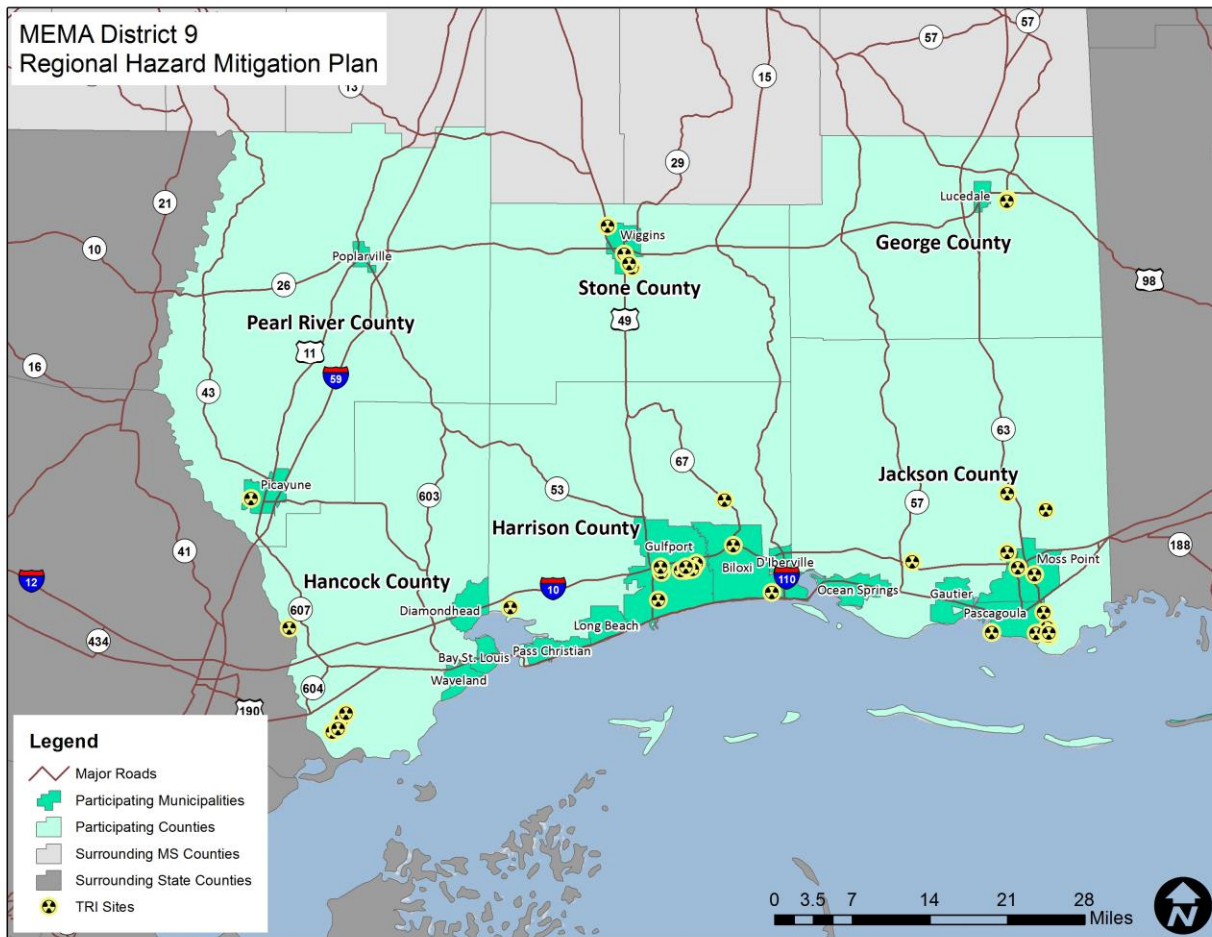 MEMA District 9
Regional Hazard Mitigation Plan
57
57
13
15
29
21
Lucedale
10
Wiggins
George County
Poplarville
98
26
Stone County
Pearl River County
49
11
16
59
43
63
67
Jackson County
Picayune
603
53
57
Harrison County
41
Gulfport
Moss Point
188
Biloxi
D'Iberville
12
Hancock County
110
10
Ocean Springs
Gautier
607
Diamondhead
Pascagoula
Long Beach
434
Pass Christian
Bay St. Louis
Waveland
604
190
Legend
Major Roads
Participating Municipalities
Participating Counties
Surrounding MS Counties
Surrounding State Counties
TRI Sites
0 3.5 7 14 21 28
Miles
N